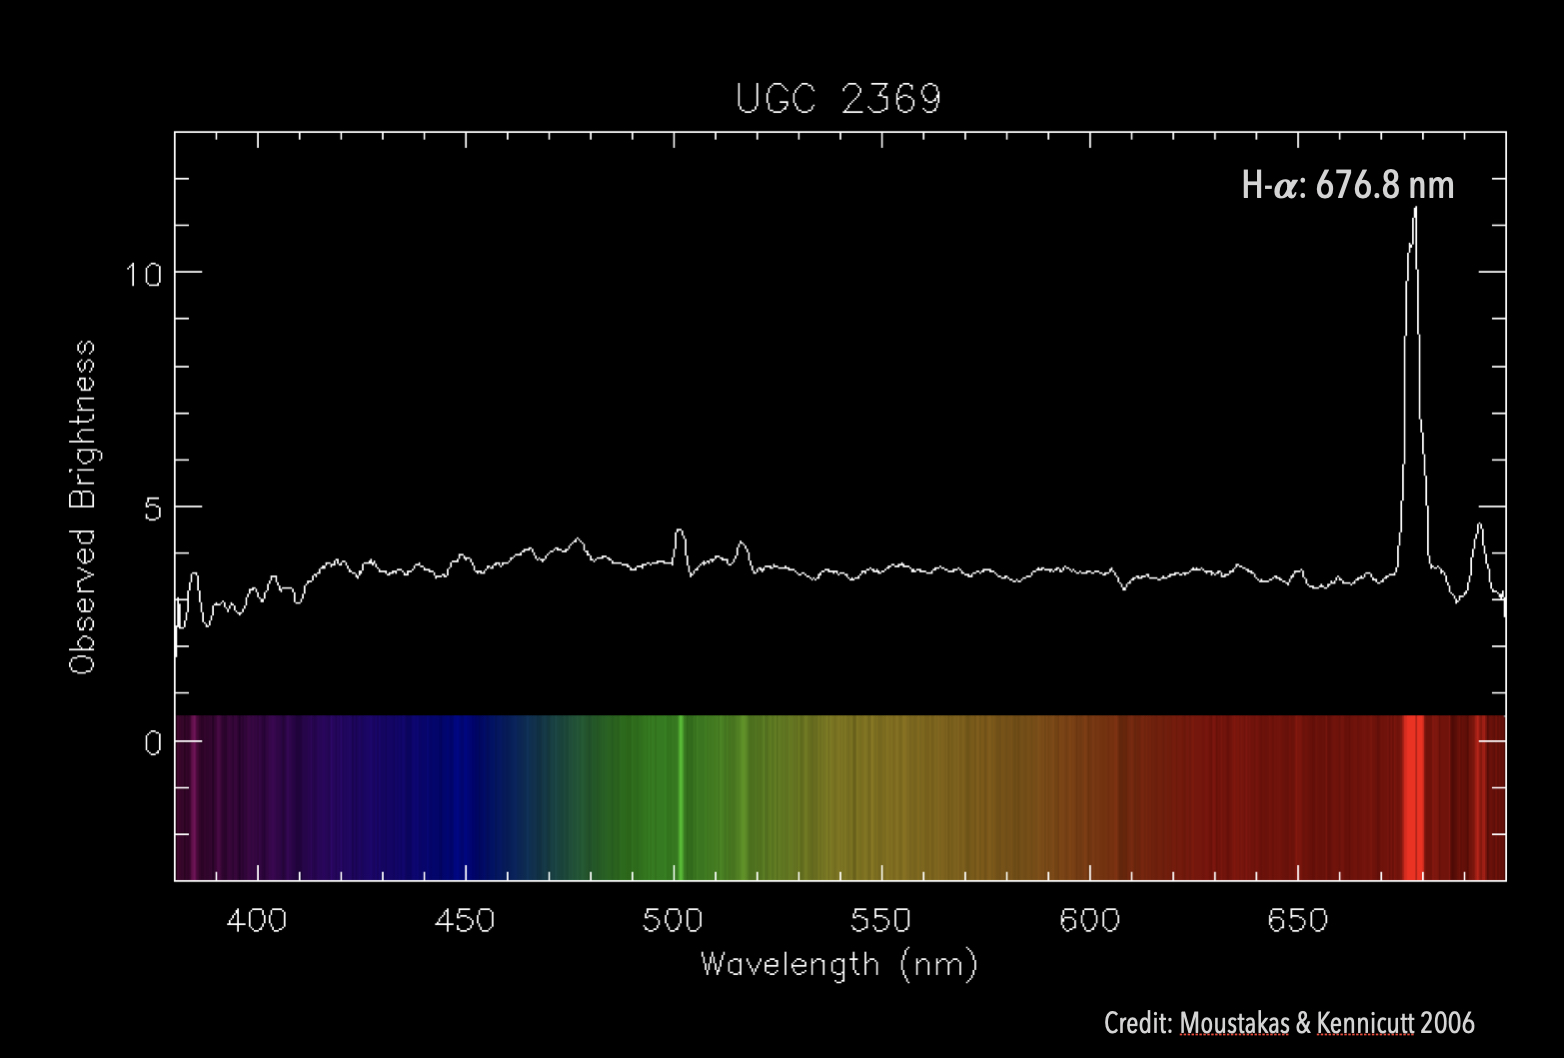 UGC 2369
H-α: 676.8 nm
10
5
0
Observed Brightness
400 450 500 550 600 650
Wavelength (nm)
Credit: Moustakas & Kennicutt 2006